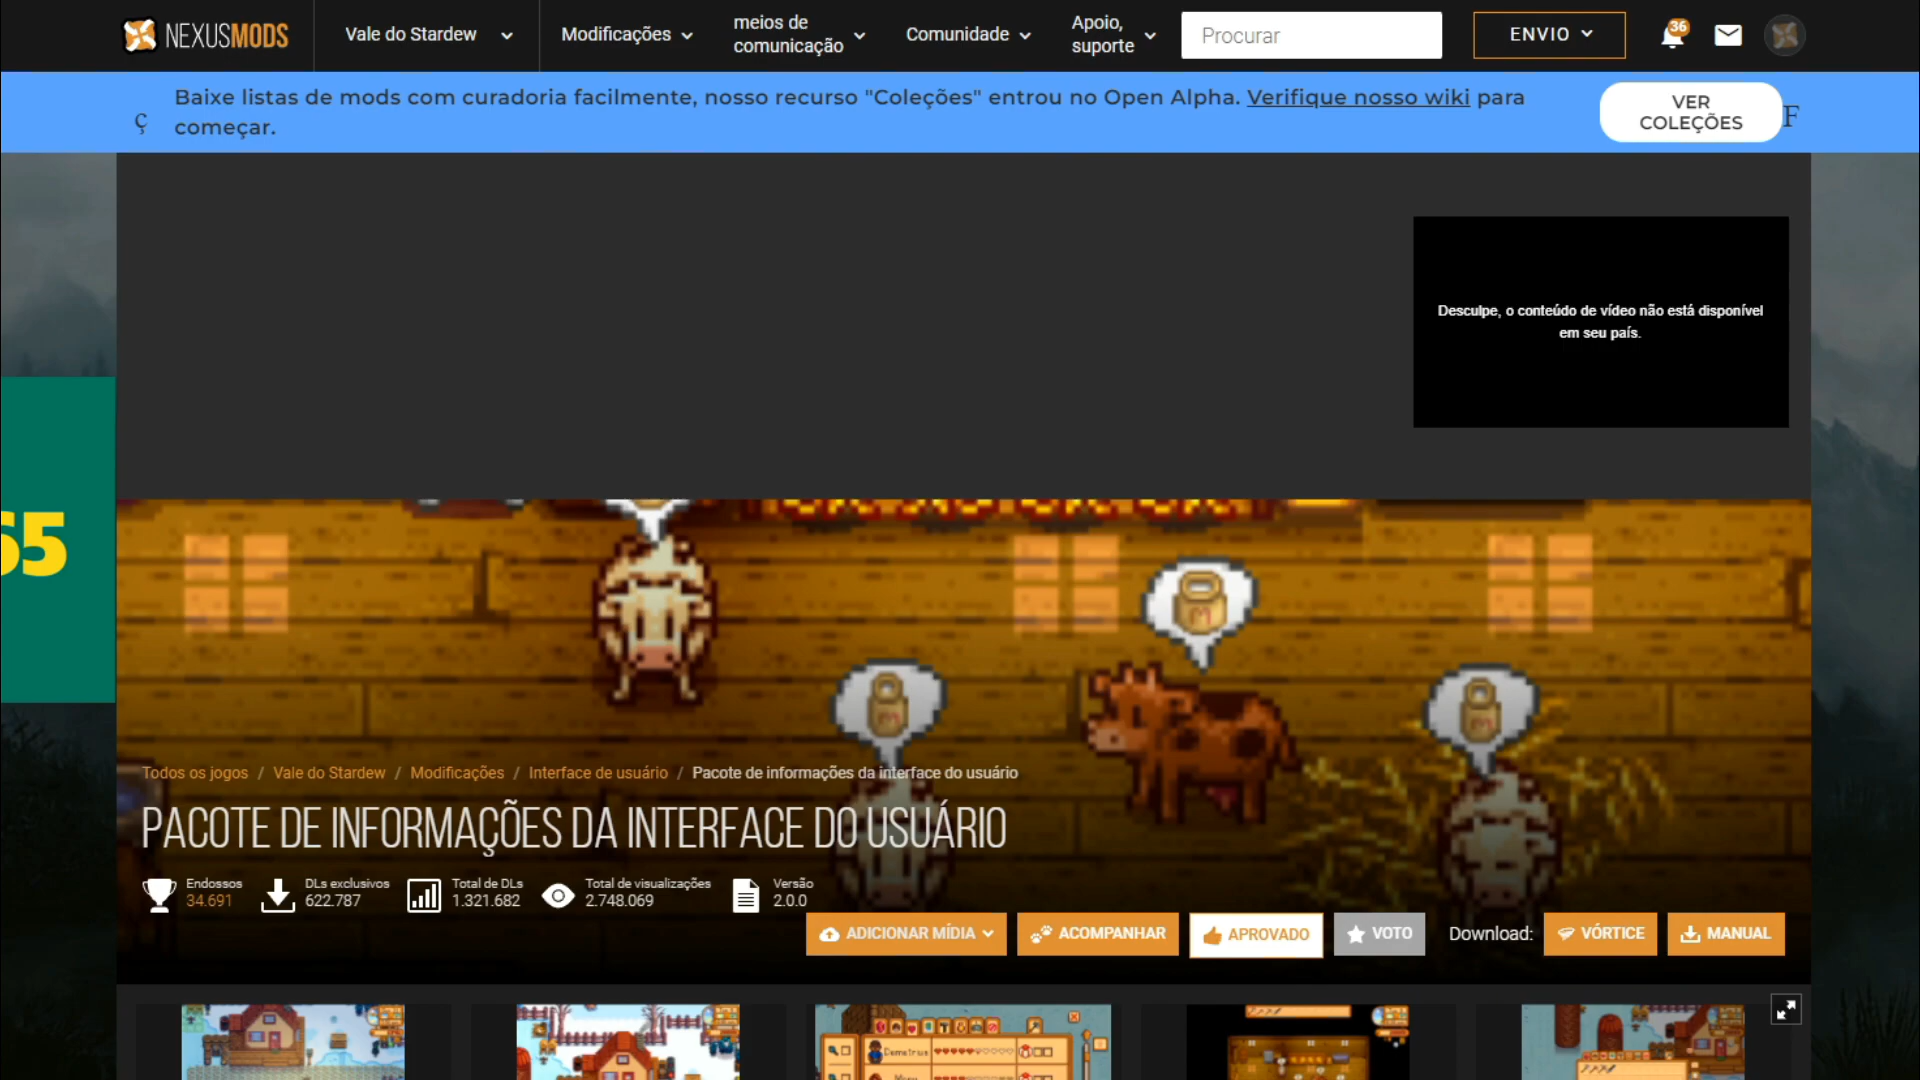 NEXUSMODS
Vale do Stardew
Modificações
meios de
comunicação
Comunidade
Apoio,
suporte
Procurar
ENVIO
36
Baixe listas de mods com curadoria facilmente, nosso recurso "Coleções" entrou no Open Alpha. Verifique nosso wiki para
começar.
ç
VER
COLEÇÕES
F
Desculpe, o conteúdo de vídeo não está disponível
em seu país.
65
Todos os jogos / Vale do Stardew / Modificações / Interface de usuário / Pacote de informações da interface do usuário
PACOTE DE INFORMAÇÕES DA INTERFACE DO USUÁRIO
Endossos
34.691
DLs exclusivos
622.787
Total de DLs
1.321.682
Total de visualizações
2.748.069
Versão
2.0.0
ADICIONAR MÍDIA
ACOMPANHAR
APROVADO
VOTO
Download:
VÓRTICE
MANUAL
Demetrius